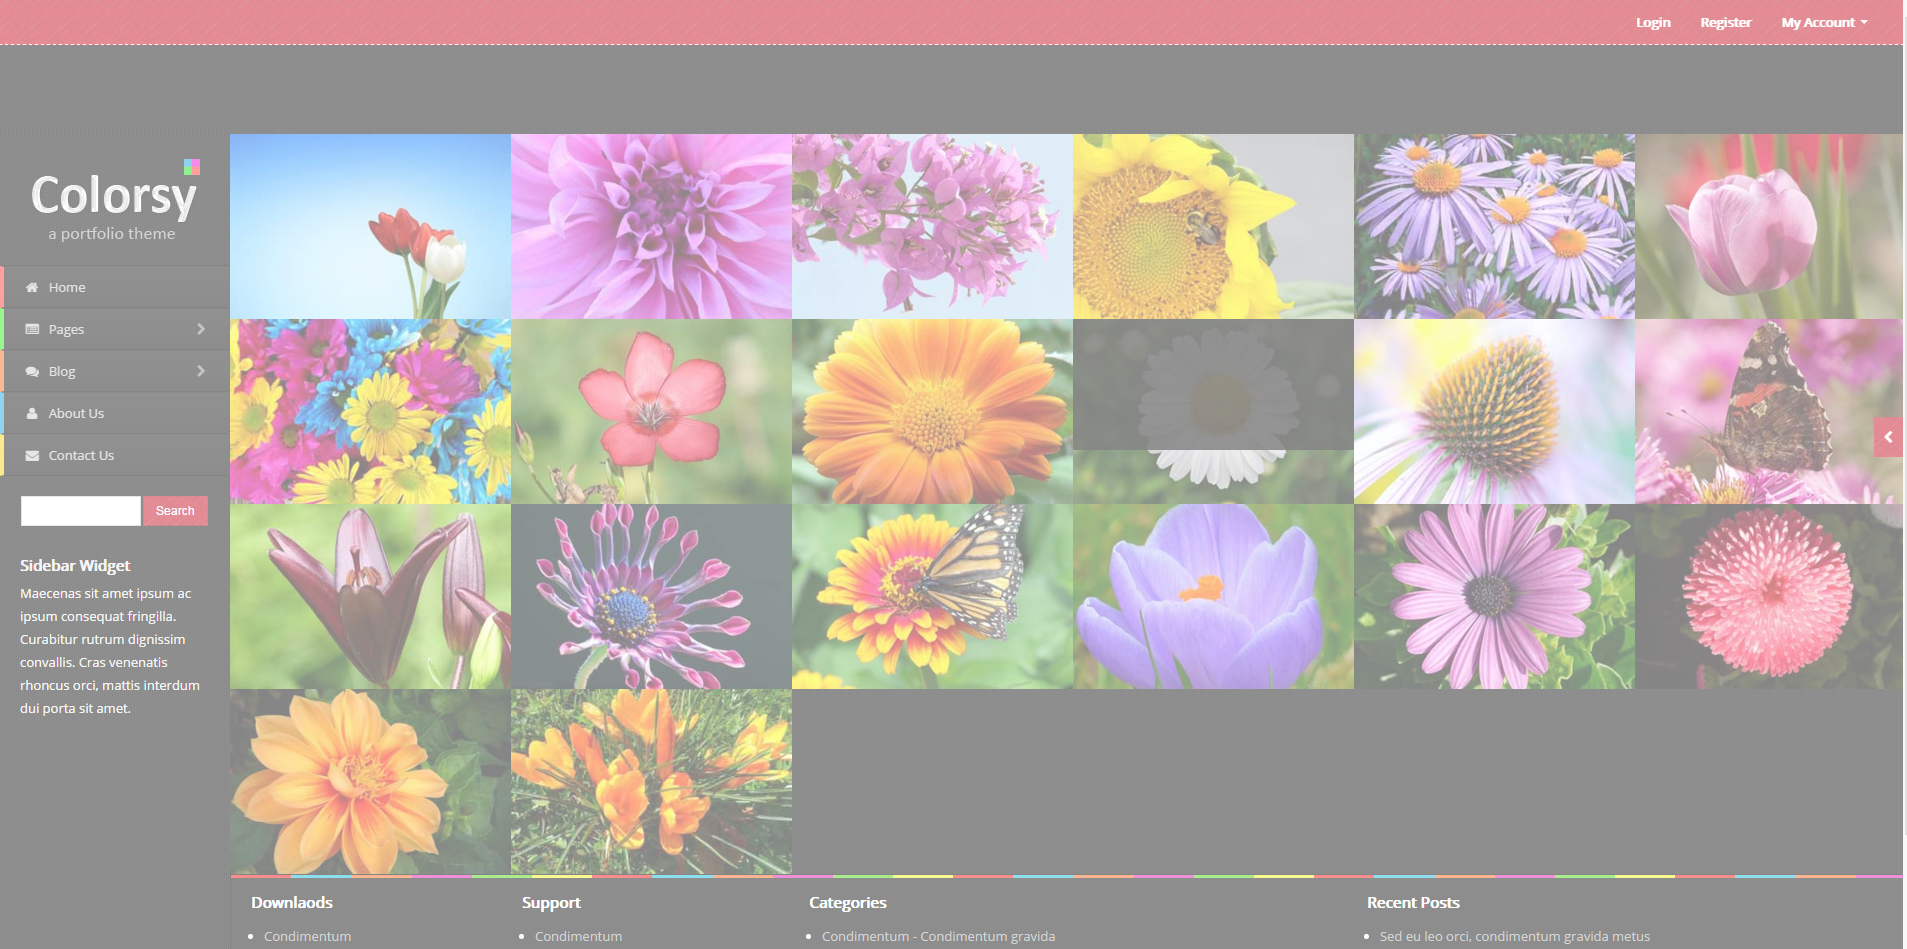 Login Register My Account
Colorsy
a portfolio theme
Home
Pages
Blog
About Us
Contact Us
Search
Sidebar Widget
Maecenas sit amet ipsum ac
ipsum consequat fringilla.
Curabitur rutrum dignissim
convallis. Cras venenatis
rhoncus orci, mattis interdum
dui porta sit amet.
Downlaods Support Categories Recent Posts
Condimentum Condimentum Condimentum - Condimentum gravida Sed eu leo orci, condimentum gravida metus